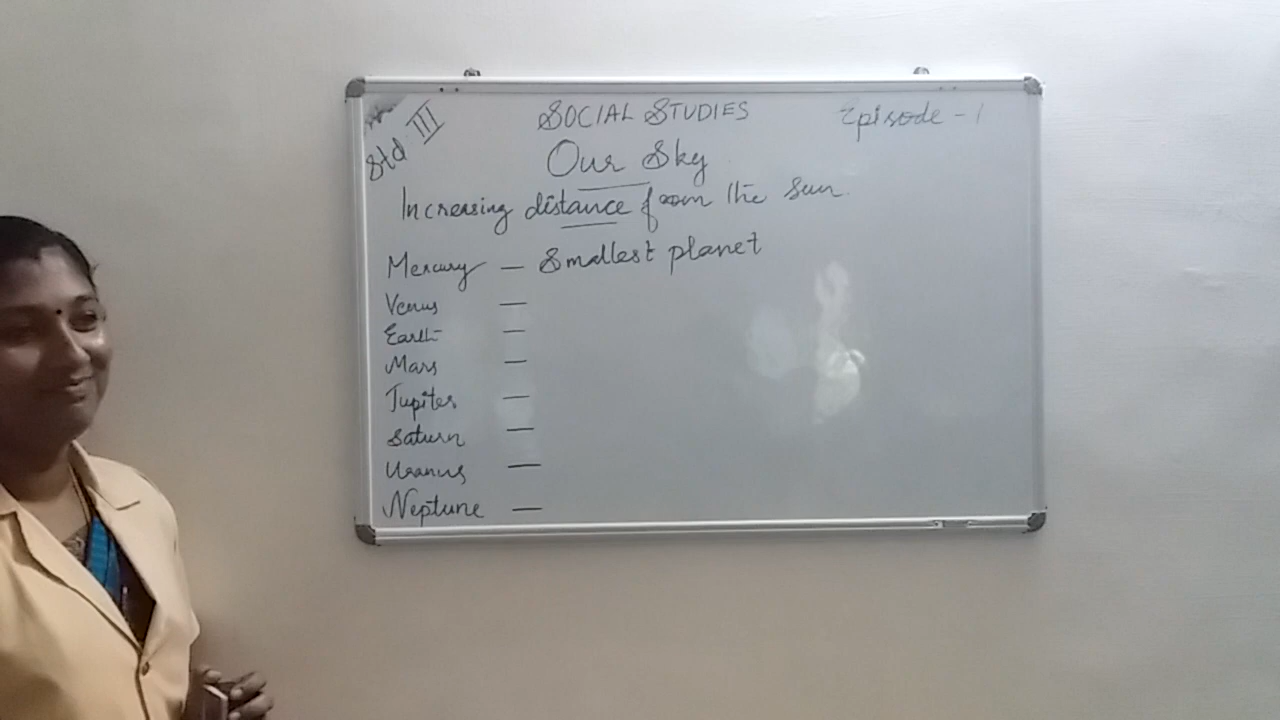 Std III
SOCIAL STUDIES
Episode - 1
Our Sky
Increasing distance from the Sun.
Mercury — Smallest planet
Venus —
Earth —
Mars —
Jupiter —
Saturn —
Uranus —
Neptune —